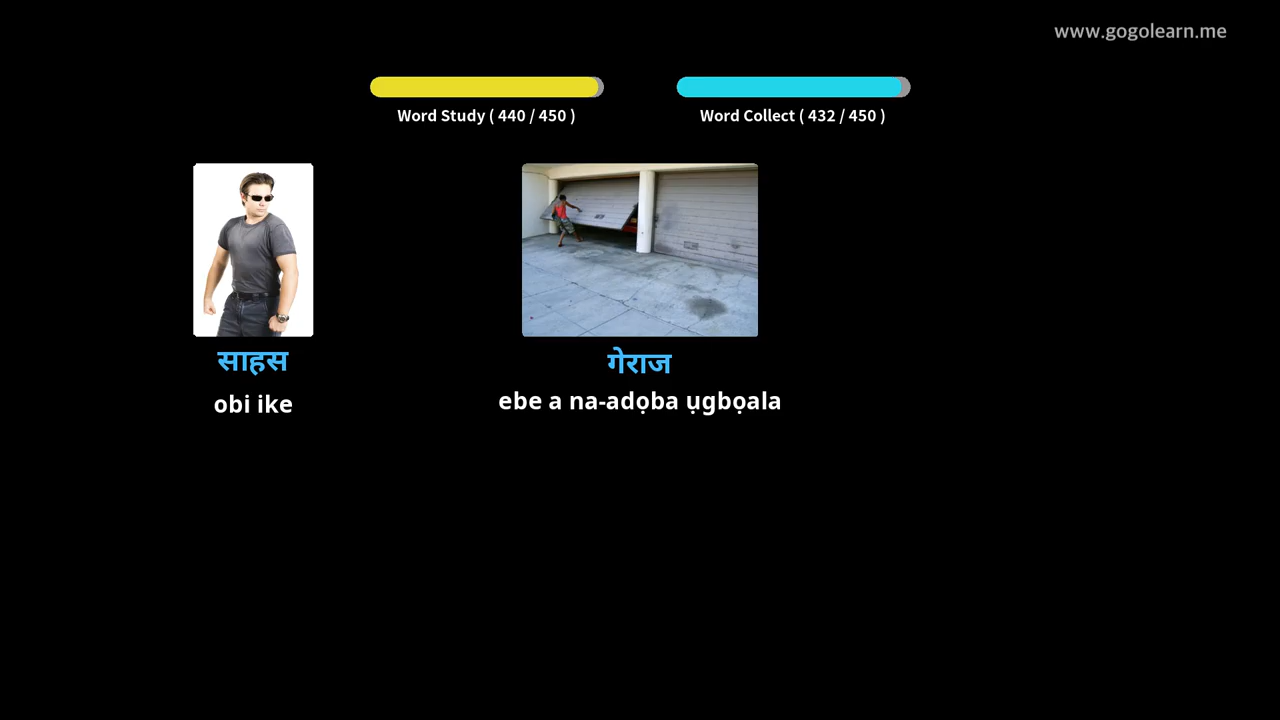 www.gogolearn.me
Word Study ( 440 / 450 )
Word Collect ( 432 / 450 )
साहस
obi ike
गेराज
ebe a na-adọba ụgbọala